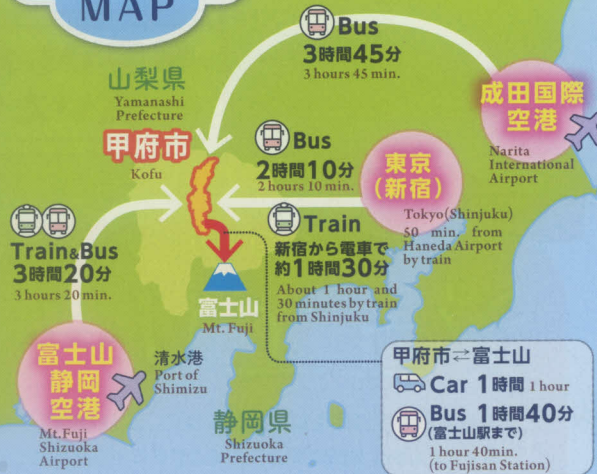 MAP
Bus
3時間45分
3 hours 45 min.
山梨県
Yamanashi
Prefecture
成田国際
空港
Narita
International
Airport
甲府市
Kofu
Bus
2時間10分
2 hours 10 min.
東京
(新宿)
Tokyo(Shinjuku)
50 min. from
Haneda Airport
by train
Train
新宿から電車で
約1時間30分
About 1 hour and
30 minutes by train
from Shinjuku
Train&Bus
3時間20分
3 hours 20 min.
富士山
Mt. Fuji
富士山
静岡
空港
Mt.Fuji
Shizuoka
Airport
清水港
Port of
Shimizu
静岡県
Shizuoka
Prefecture
甲府市⇄富士山
Car 1時間 1 hour
Bus 1時間40分
(富士山駅まで)
1 hour 40min.
(to Fujisan Station)